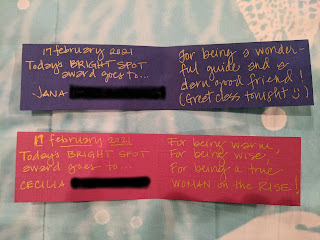 17 february 2021
Today's BRIGHT SPOT
award goes to...
JANA
for being a wonder-
ful guide and a
darn good friend!
(Great class tonight :)
17 february 2021
Today's BRIGHT SPOT
award goes to...
CECILIA
For being warm,
For being wise,
For being a true
WOMAN on the RISE!